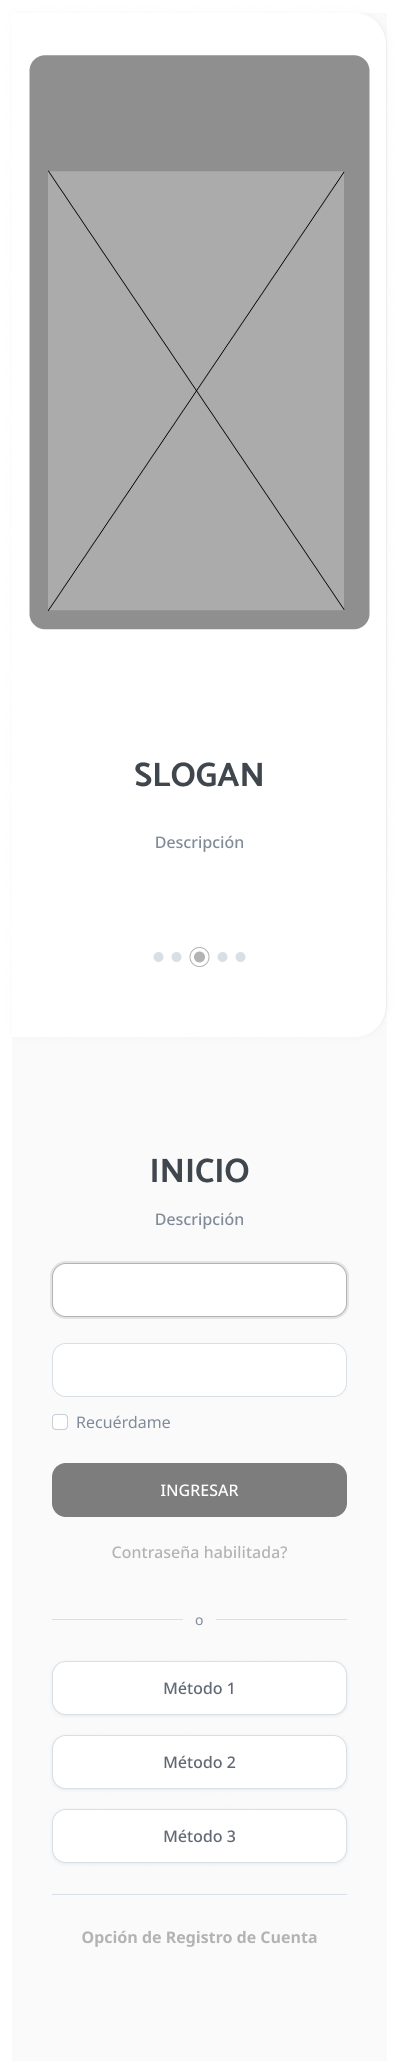 SLOGAN
Descripción
INICIO
Descripción
Recuérdame
INGRESAR
Contraseña habilitada?
o
Método 1
Método 2
Método 3
Opción de Registro de Cuenta